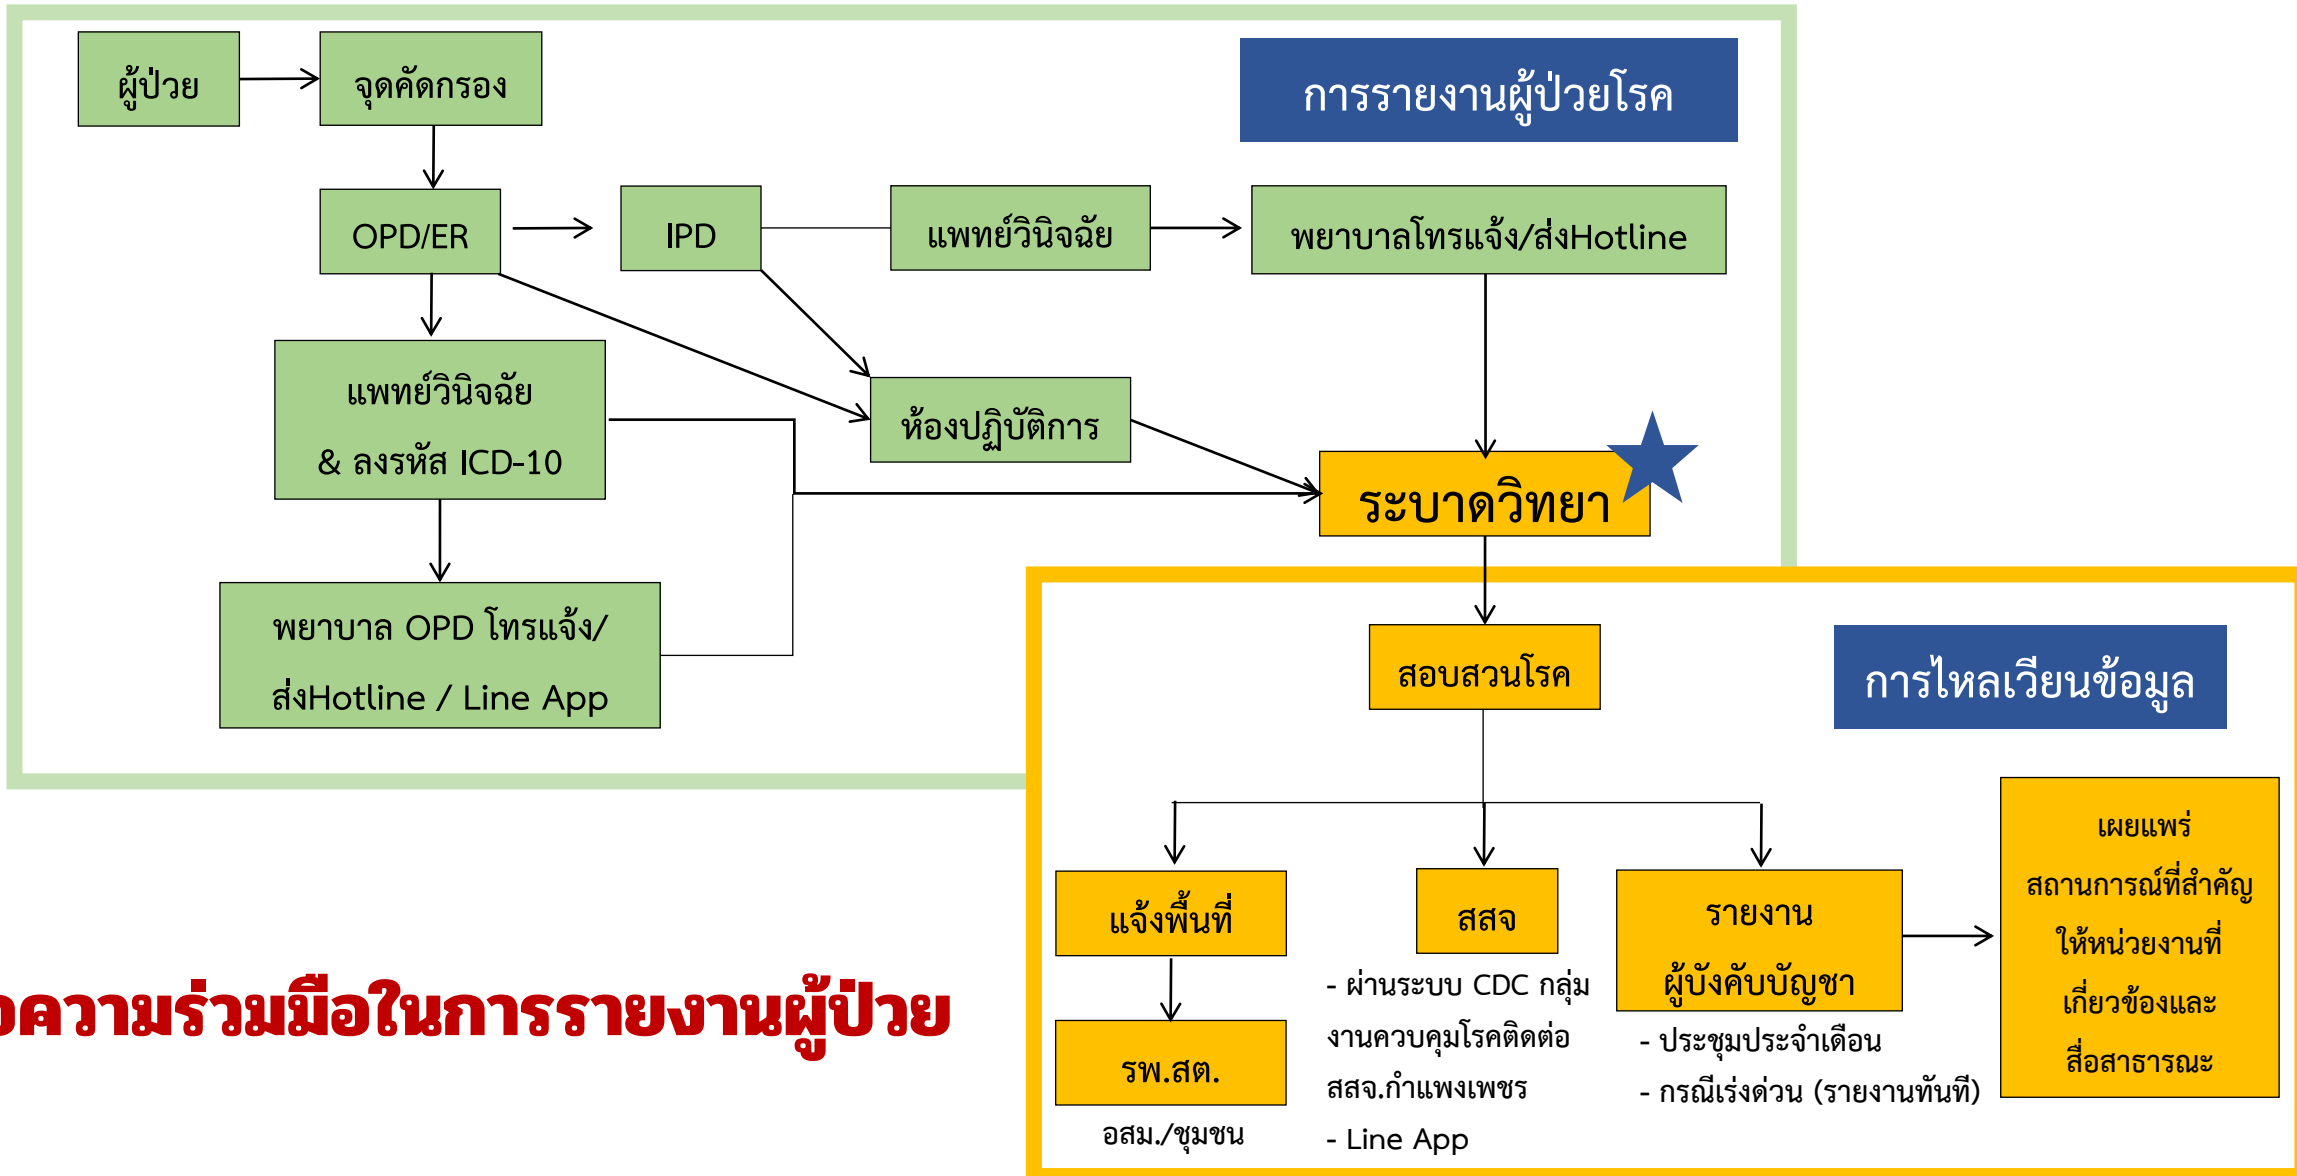 ผู้ป่วย
จุดคัดกรอง
การรายงานผู้ป่วยโรค
OPD/ER
IPD
แพทย์วินิจฉัย
พยาบาลโทรแจ้ง/ส่งHotline
แพทย์วินิจฉัย
& ลงรหัส ICD-10
ห้องปฏิบัติการ
ระบาดวิทยา
พยาบาล OPD โทรแจ้ง/
ส่งHotline / Line App
สอบสวนโรค
การไหลเวียนข้อมูล
แจ้งพื้นที่
รพ.สต.
อสม./ชุมชน
สสจ
- ผ่านระบบ CDC กลุ่ม
งานควบคุมโรคติดต่อ
สสจ.กำแพงเพชร
- Line App
รายงาน
ผู้บังคับบัญชา
- ประชุมประจำเดือน
- กรณีเร่งด่วน (รายงานทันที)
เผยแพร่
สถานการณ์ที่สำคัญ
ให้หน่วยงานที่
เกี่ยวข้องและ
สื่อสาธารณะ
ความร่วมมือในการรายงานผู้ป่วย